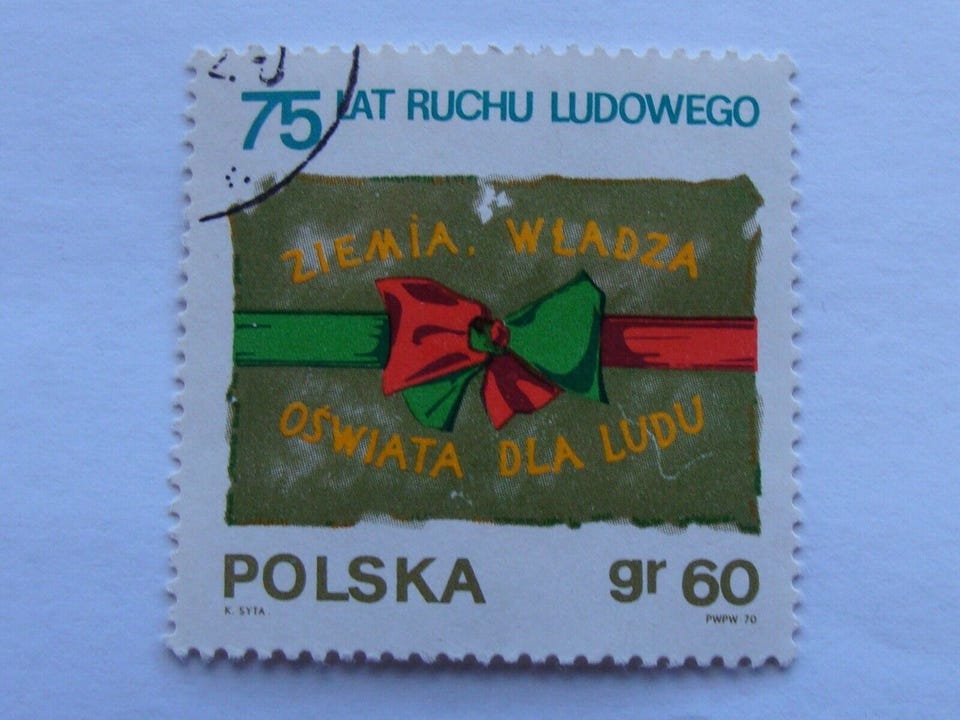 75 LAT RUCHU LUDOWEGO
ZIEMIA. WŁADZA
OŚWIATA DLA LUDU
POLSKA gr 60
K. SYTA. PWPW 70